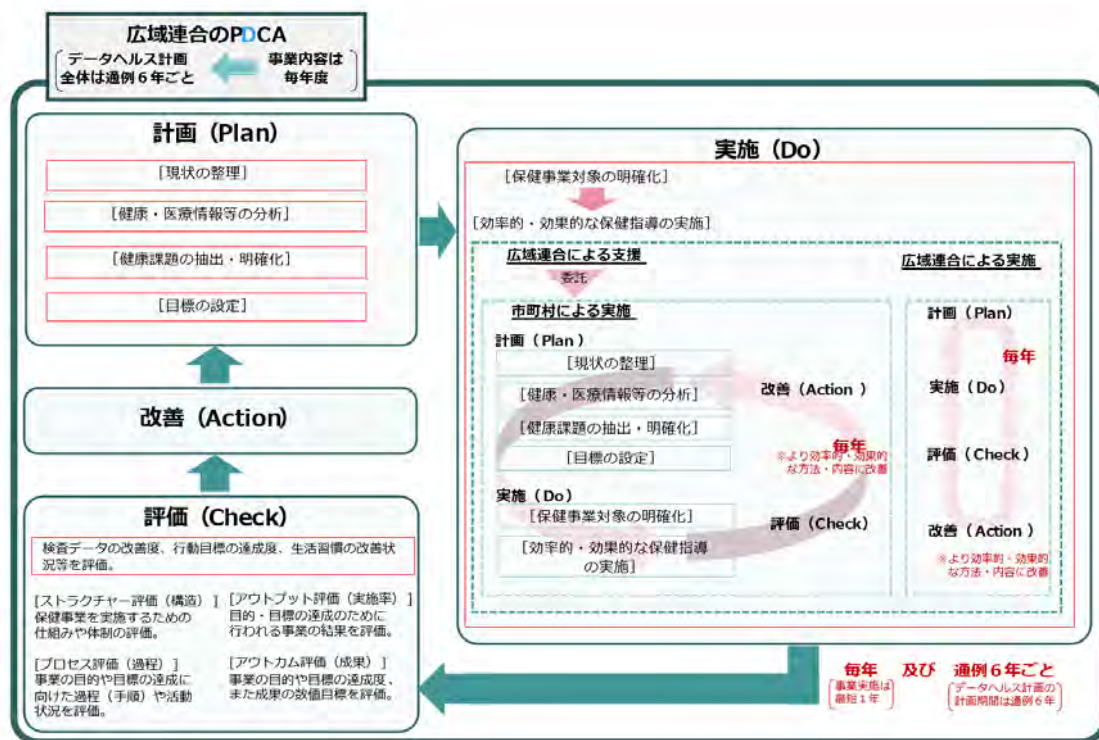 広域連合のPDCA
データヘルス計画
全体は通例６年ごと
事業内容は
毎年度
計画（Plan）
［現状の整理］
［健康・医療情報等の分析］
［健康課題の抽出・明確化］
［目標の設定］
改善（Action）
評価（Check）
検査データの改善度、行動目標の達成度、生活習慣の改善状
況等を評価。
［ストラクチャー評価（構造）］
保健事業を実施するための
仕組みや体制の評価。
［アウトプット評価（実施率）］
目的・目標の達成のために
行われる事業の結果を評価。
［プロセス評価（過程）］
事業の目的や目標の達成に
向けた過程（手順）や活動
状況を評価。
［アウトカム評価（成果）］
事業の目的や目標の達成度、
また成果の数値目標を評価。
実施（Do）
［保健事業対象の明確化］
［効率的・効果的な保健指導の実施］
広域連合による支援
委託
市町村による実施
計画（Plan）
［現状の整理］
［健康・医療情報等の分析］
［健康課題の抽出・明確化］
［目標の設定］
実施（Do）
［保健事業対象の明確化］
［効率的・効果的な保健指導
の実施］
改善（Action）
毎年
※より効率的・効果的
な方法・内容に改善
評価（Check）
広域連合による実施
計画（Plan）
毎年
実施（Do）
評価（Check）
改善（Action）
※より効率的・効果的
な方法・内容に改善
毎年 及び 通例６年ごと
事業実施は
最短１年
データヘルス計画の
計画期間は通例６年